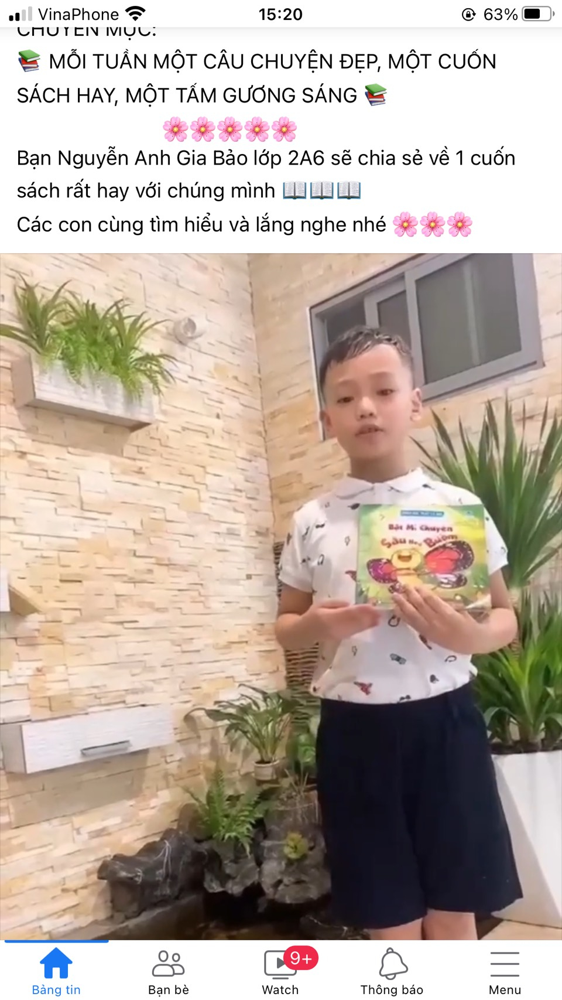 VinaPhone 15:20 63%
CHUYÊN MỤC:
📚 MỖI TUẦN MỘT CÂU CHUYỆN ĐẸP, MỘT CUỐN
SÁCH HAY, MỘT TẤM GƯƠNG SÁNG 📚
🌸🌸🌸🌸🌸
Bạn Nguyễn Anh Gia Bảo lớp 2A6 sẽ chia sẻ về 1 cuốn
sách rất hay với chúng mình 📖📖📖
Các con cùng tìm hiểu và lắng nghe nhé 🌸🌸🌸
Bật Mí Chuyện
Sâu Hóa Bướm
9+
Bảng tin Bạn bè Watch Thông báo Menu